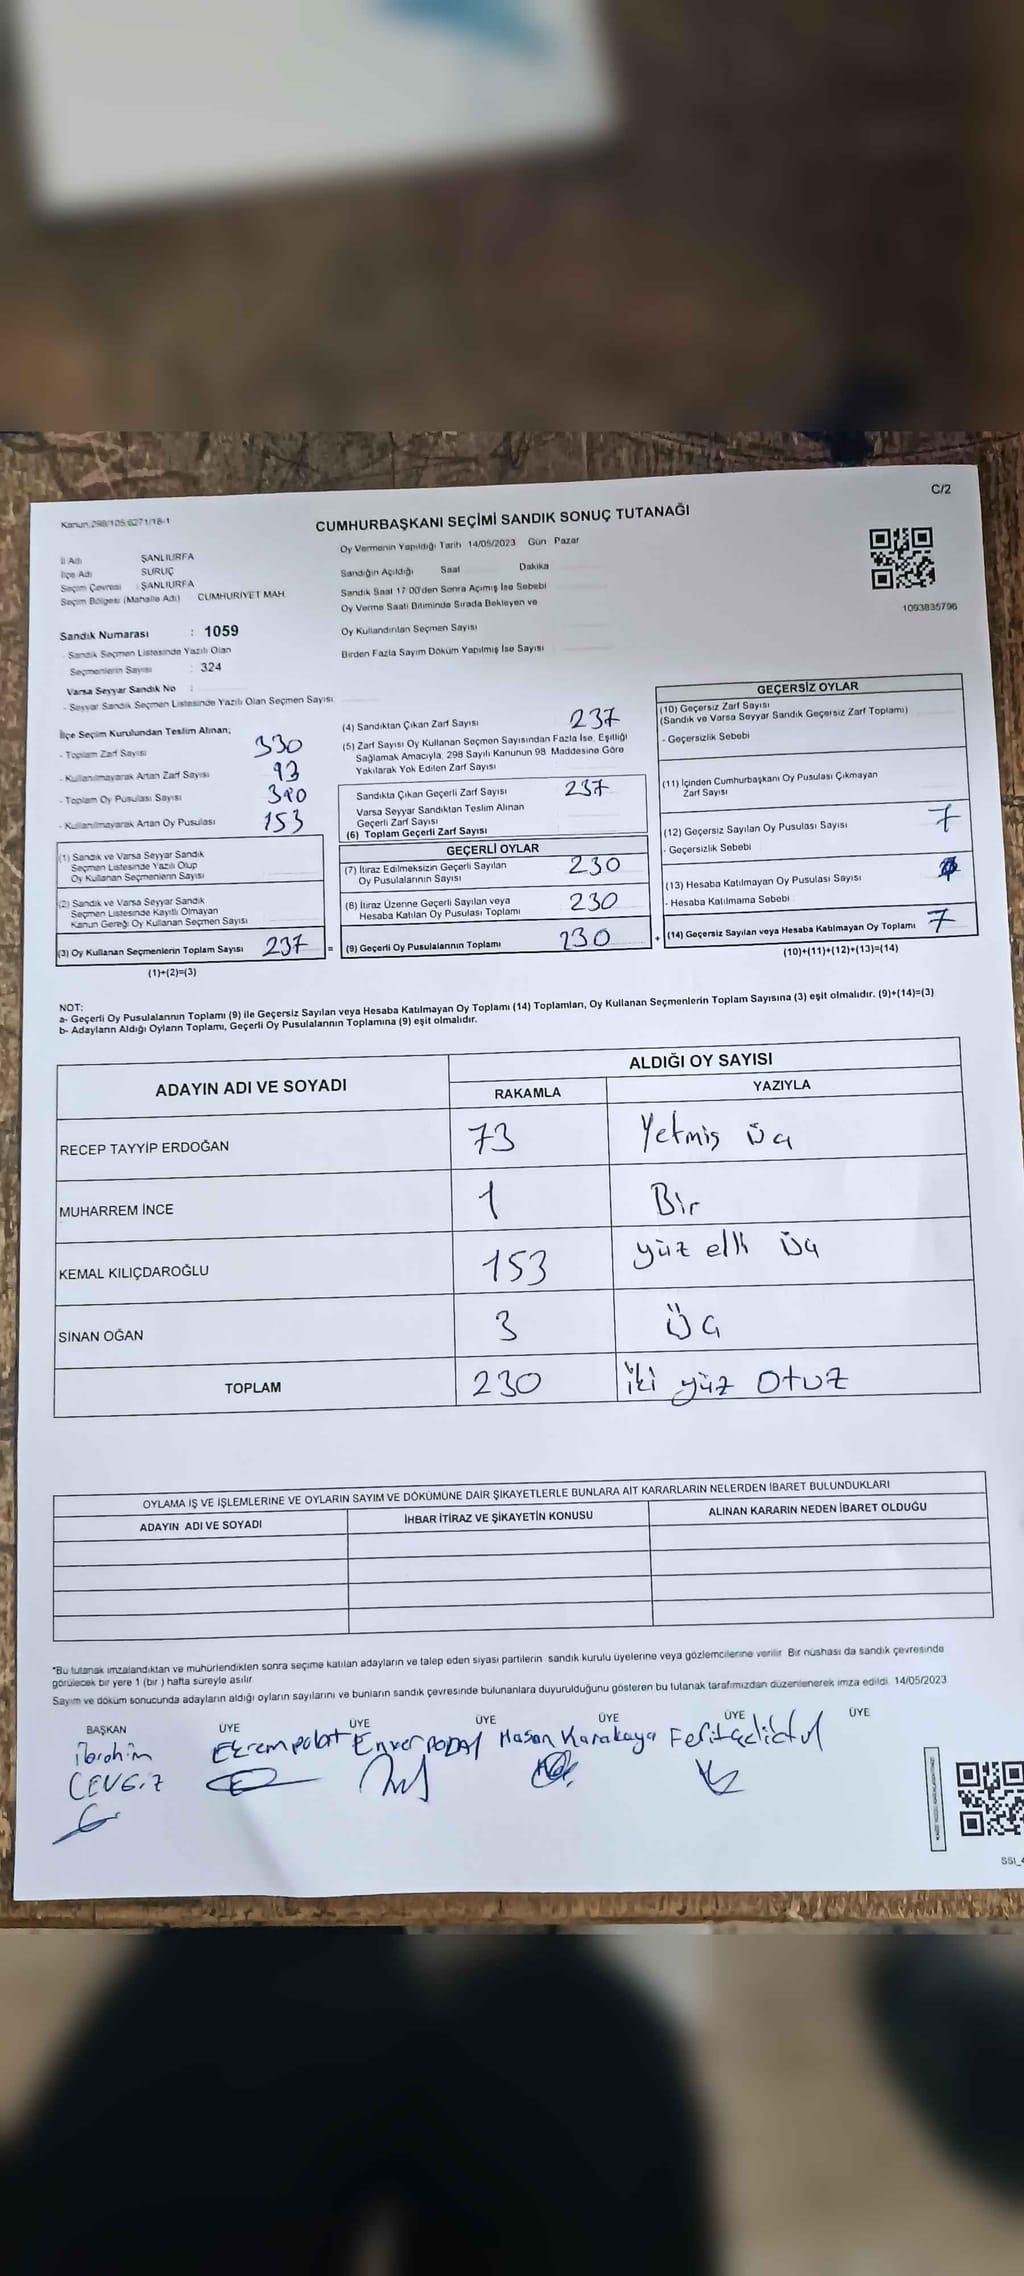 C/2
Kanun:298/105;6271/18-1
CUMHURBAŞKANI SEÇİMİ SANDIK SONUÇ TUTANAĞI
İl Adı ŞANLIURFA
İlçe Adı SURUÇ
Seçim Çevresi : ŞANLIURFA
Seçim Bölgesi (Mahalle Adı) CUMHURİYET MAH.
Sandık Numarası : 1059
- Sandık Seçmen Listesinde Yazılı Olan
Seçmenlerin Sayısı : 324
Varsa Seyyar Sandık No :
- Seyyar Sandık Seçmen Listesinde Yazılı Olan Seçmen Sayısı
Oy Vermenin Yapıldığı Tarih 14/05/2023 Gün Pazar
Sandığın Açıldığı Saat Dakika
Sandık Saat 17:00'den Sonra Açımış İse Sebebi
Oy Verme Saati Bitiminde Sırada Bekleyen ve
Oy Kullandırılan Seçmen Sayısı
Birden Fazla Sayım Döküm Yapılmış İse Sayısı
1093835796
İlçe Seçim Kurulundan Teslim Alınan;
- Toplam Zarf Sayısı 330
- Kullanılmayarak Artan Zarf Sayısı 93
- Toplam Oy Pusulası Sayısı
- Kullanılmayarak Artan Oy Pusulası 153
(1) Sandık ve Varsa Seyyar Sandık
Seçmen Listesinde Yazılı Olup
Oy Kullanan Seçmenlerin Sayısı
(2) Sandık ve Varsa Seyyar Sandık
Seçmen Listesinde Kayıtlı Olmayan
Kanun Gereği Oy Kullanan Seçmen Sayısı
(3) Oy Kullanan Seçmenlerin Toplam Sayısı 237 =
(1)+(2)=(3)
(4) Sandıktan Çıkan Zarf Sayısı 237
(5) Zarf Sayısı Oy Kullanan Seçmen Sayısından Fazla İse, Eşitliği
Sağlamak Amacıyla, 298 Sayılı Kanunun 98. Maddesine Göre
Yakılarak Yok Edilen Zarf Sayısı
Sandıkta Çıkan Geçerli Zarf Sayısı 237
Varsa Seyyar Sandıktan Teslim Alınan
Geçerli Zarf Sayısı
(6) Toplam Geçerli Zarf Sayısı
GEÇERLİ OYLAR
(7) İtiraz Edilmeksizin Geçerli Sayılan
Oy Pusulalarının Sayısı 230
(8) İtiraz Üzerine Geçerli Sayılan veya
Hesaba Katılan Oy Pusulası Toplamı 230
(9) Geçerli Oy Pusulalarının Toplamı 230 +
GEÇERSİZ OYLAR
(10) Geçersiz Zarf Sayısı
(Sandık ve Varsa Seyyar Sandık Geçersiz Zarf Toplamı)
- Geçersizlik Sebebi
(11) İçinden Cumhurbaşkanı Oy Pusulası Çıkmayan
Zarf Sayısı
(12) Geçersiz Sayılan Oy Pusulası Sayısı 7
- Geçersizlik Sebebi
(13) Hesaba Katılmayan Oy Pusulası Sayısı
- Hesaba Katılmama Sebebi
(14) Geçersiz Sayılan veya Hesaba Katılmayan Oy Toplamı 7
(10)+(11)+(12)+(13)=(14)
NOT:
a- Geçerli Oy Pusulalarının Toplamı (9) ile Geçersiz Sayılan veya Hesaba Katılmayan Oy Toplamı (14) Toplamları, Oy Kullanan Seçmenlerin Toplam Sayısına (3) eşit olmalıdır. (9)+(14)=(3)
b- Adayların Aldığı Oyların Toplamı, Geçerli Oy Pusulalarının Toplamına (9) eşit olmalıdır.
ADAYIN ADI VE SOYADI ALDIĞI OY SAYISI
RAKAMLA YAZIYLA
RECEP TAYYİP ERDOĞAN 73 Yetmiş üç
MUHARREM İNCE 1 Bir
KEMAL KILIÇDAROĞLU 153 yüz elli üç
SİNAN OĞAN 3 üç
TOPLAM 230 iki yüz Otuz
OYLAMA İŞ VE İŞLEMLERİNE VE OYLARIN SAYIM VE DÖKÜMÜNE DAİR ŞİKAYETLERLE BUNLARA AİT KARARLARIN NELERDEN İBARET BULUNDUKLARI
ADAYIN ADI VE SOYADI İHBAR İTİRAZ VE ŞİKAYETİN KONUSU ALINAN KARARIN NEDEN İBARET OLDUĞU
*Bu tutanak imzalandıktan ve mühürlendikten sonra seçime katılan adayların ve talep eden siyasi partilerin sandık kurulu üyelerine veya gözlemcilerine verilir. Bir nüshası da sandık çevresinde
görülecek bir yere 1 (bir ) hafta süreyle asılır.
Sayım ve döküm sonucunda adayların aldığı oyların sayılarını ve bunların sandık çevresinde bulunanlara duyurulduğunu gösteren bu tutanak tarafımızdan düzenlenerek imza edildi. 14/05/2023
BAŞKAN ÜYE ÜYE ÜYE ÜYE ÜYE ÜYE
ibrahim Ekrem polat Enver Hasan Karakaya Ferit